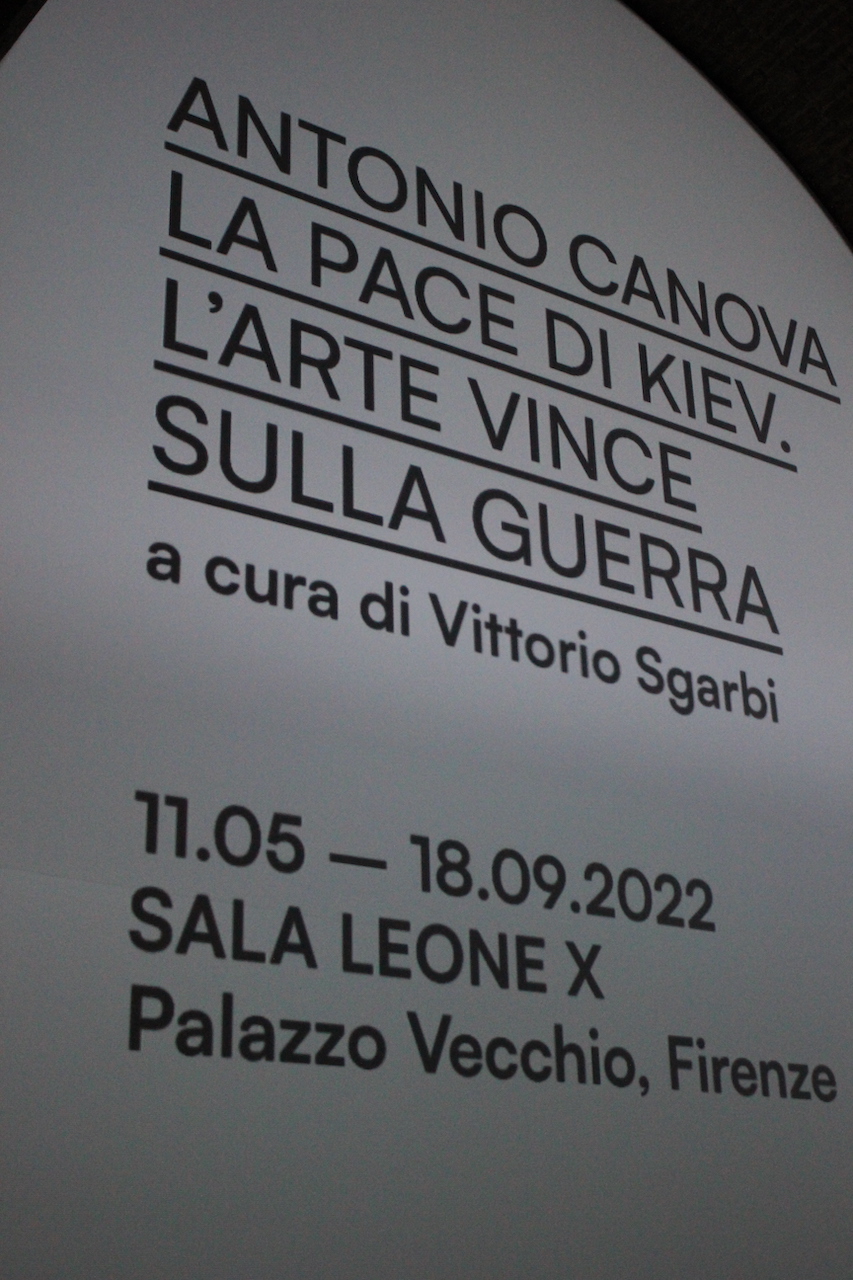 ANTONIO CANOVA
LA PACE DI KIEV.
L'ARTE VINCE
SULLA GUERRA
a cura di Vittorio Sgarbi
11.05 — 18.09.2022
SALA LEONE X
Palazzo Vecchio, Firenze